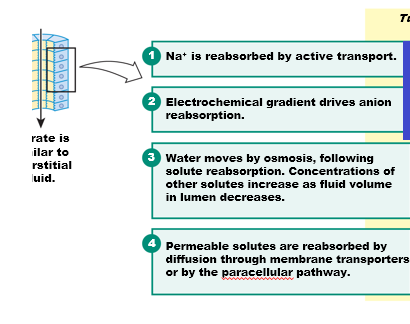 Tu
1 Na⁺ is reabsorbed by active transport.
2 Electrochemical gradient drives anion
reabsorption.
3 Water moves by osmosis, following
solute reabsorption. Concentrations of
other solutes increase as fluid volume
in lumen decreases.
4 Permeable solutes are reabsorbed by
diffusion through membrane transporters
or by the paracellular pathway.
rate is
ilar to
erstitial
luid.